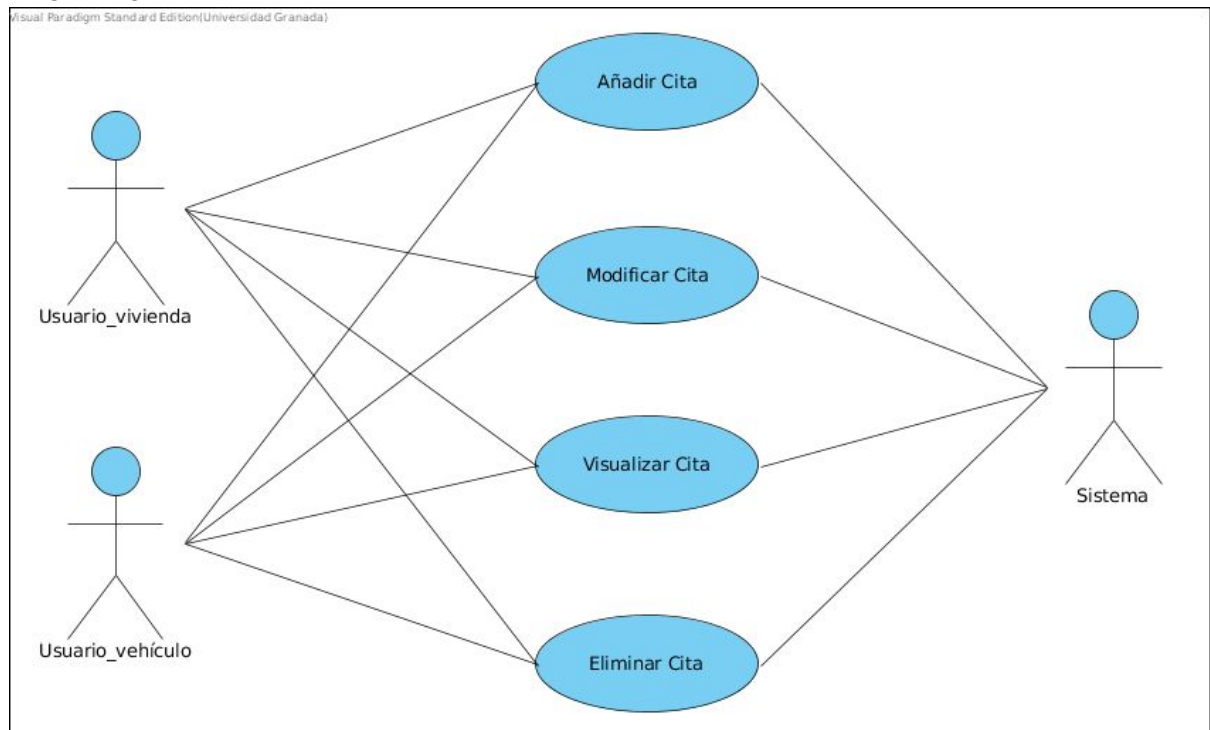 Visual Paradigm Standard Edition(Universidad Granada)
Añadir Cita
Usuario_vivienda
Modificar Cita
Visualizar Cita
Sistema
Usuario_vehículo
Eliminar Cita